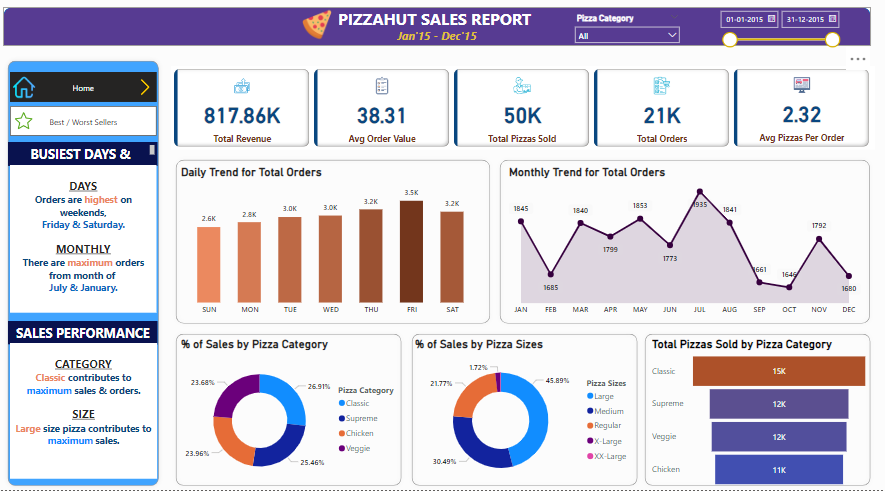 PIZZAHUT SALES REPORT
Jan'15 - Dec'15
Pizza Category
All
01-01-2015
31-12-2015
Home
Best / Worst Sellers
BUSIEST DAYS &
DAYS
Orders are highest on
weekends,
Friday & Saturday.
MONTHLY
There are maximum orders
from month of
July & January.
SALES PERFORMANCE
CATEGORY
Classic contributes to
maximum sales & orders.
SIZE
Large size pizza contributes to
maximum sales.
817.86K
Total Revenue
38.31
Avg Order Value
50K
Total Pizzas Sold
21K
Total Orders
2.32
Avg Pizzas Per Order
Daily Trend for Total Orders
2.6K
2.8K
3.0K
3.0K
3.2K
3.5K
3.2K
SUN
MON
TUE
WED
THU
FRI
SAT
Monthly Trend for Total Orders
1845
1685
1840
1799
1853
1773
1935
1841
1661
1646
1792
1680
JAN
FEB
MAR
APR
MAY
JUN
JUL
AUG
SEP
OCT
NOV
DEC
% of Sales by Pizza Category
23.68%
26.91%
23.96%
25.46%
Pizza Category
Classic
Supreme
Chicken
Veggie
% of Sales by Pizza Sizes
1.72%
21.77%
45.89%
30.49%
Pizza Sizes
Large
Medium
Regular
X-Large
XX-Large
Total Pizzas Sold by Pizza Category
Classic
15K
Supreme
12K
Veggie
12K
Chicken
11K